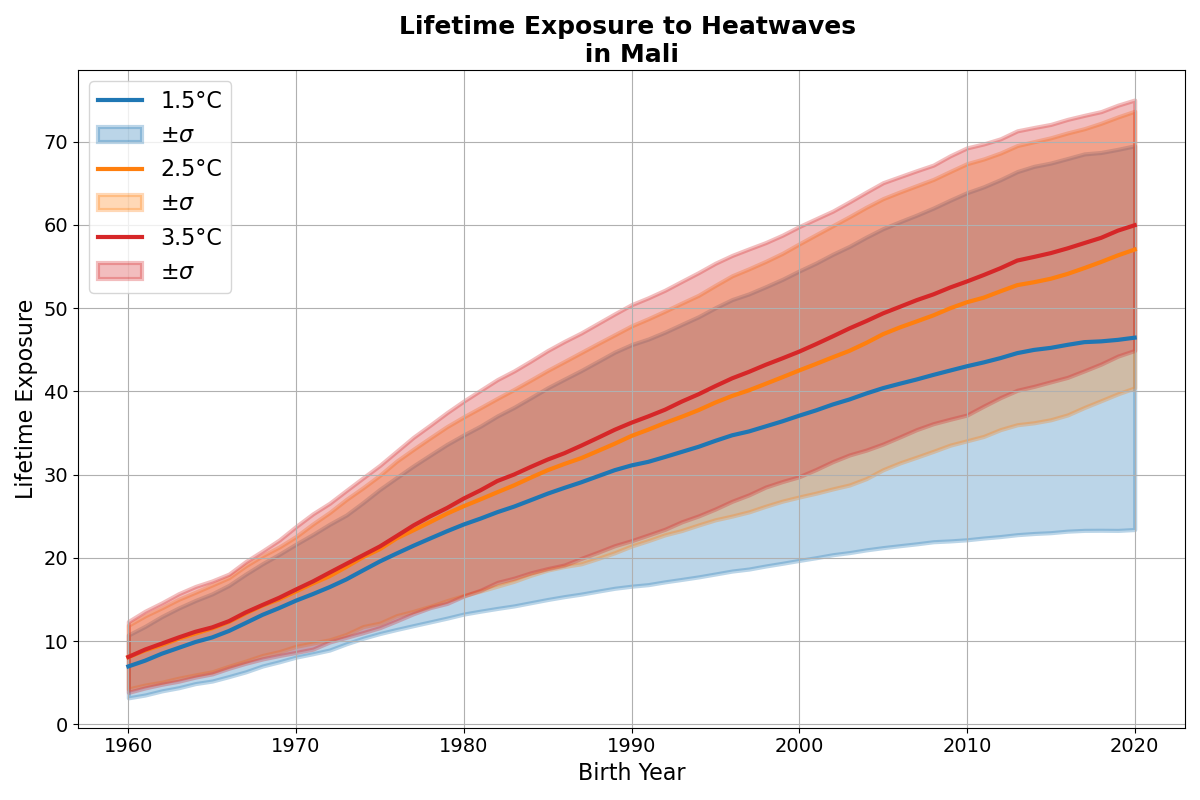 Lifetime Exposure to Heatwaves
in Mali
1.5°C
±σ
2.5°C
±σ
3.5°C
±σ
Lifetime Exposure
70
60
50
40
30
20
10
0
1960 1970 1980 1990 2000 2010 2020
Birth Year